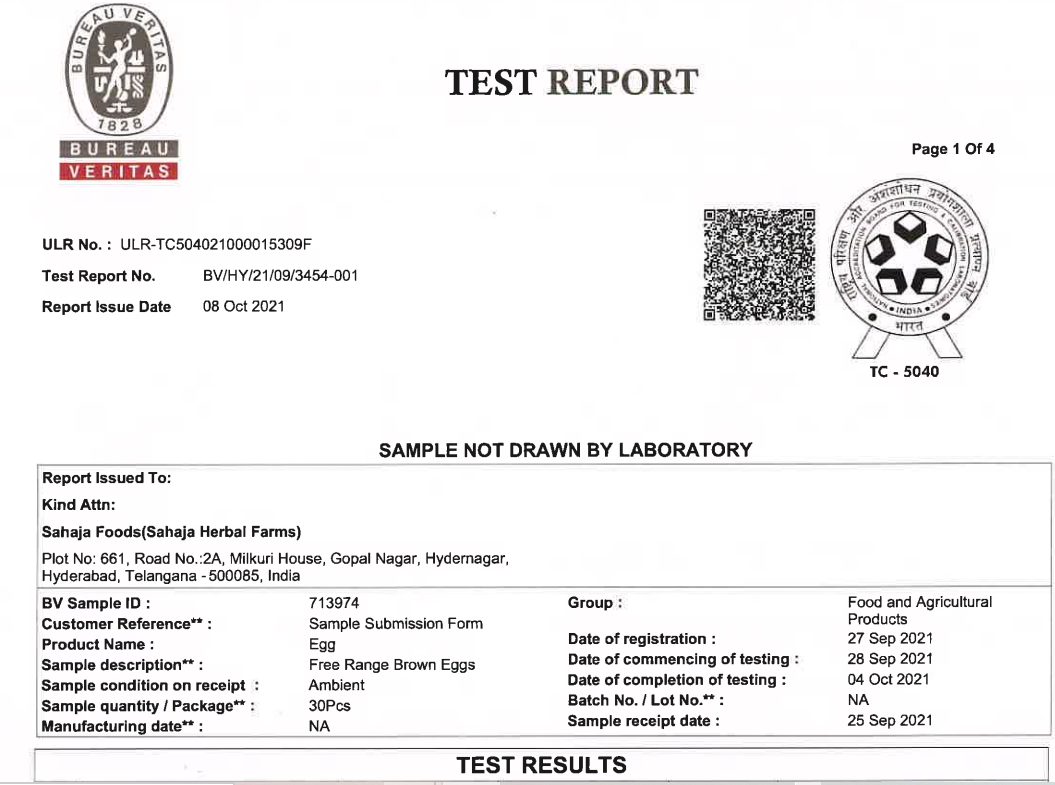 BUREAU VERITAS
1828
BUREAU
VERITAS
TEST REPORT
Page 1 Of 4
ULR No. : ULR-TC504021000015309F
Test Report No. BV/HY/21/09/3454-001
Report Issue Date 08 Oct 2021
राष्ट्रीय परीक्षण और अंशशोधन प्रयोगशाला प्रत्यायन बोर्ड
NATIONAL ACCREDITATION BOARD FOR TESTING & CALIBRATION LABORATORIES
INDIA
भारत
TC - 5040
SAMPLE NOT DRAWN BY LABORATORY
Report Issued To:
Kind Attn:
Sahaja Foods(Sahaja Herbal Farms)
Plot No: 661, Road No.:2A, Milkuri House, Gopal Nagar, Hydernagar,
Hyderabad, Telangana -500085, India
BV Sample ID : 713974 Group : Food and Agricultural
Products
Customer Reference** : Sample Submission Form
Product Name : Egg Date of registration : 27 Sep 2021
Sample description** : Free Range Brown Eggs Date of commencing of testing : 28 Sep 2021
Sample condition on receipt : Ambient Date of completion of testing : 04 Oct 2021
Sample quantity / Package** : 30Pcs Batch No. / Lot No.** : NA
Manufacturing date** : NA Sample receipt date : 25 Sep 2021
TEST RESULTS